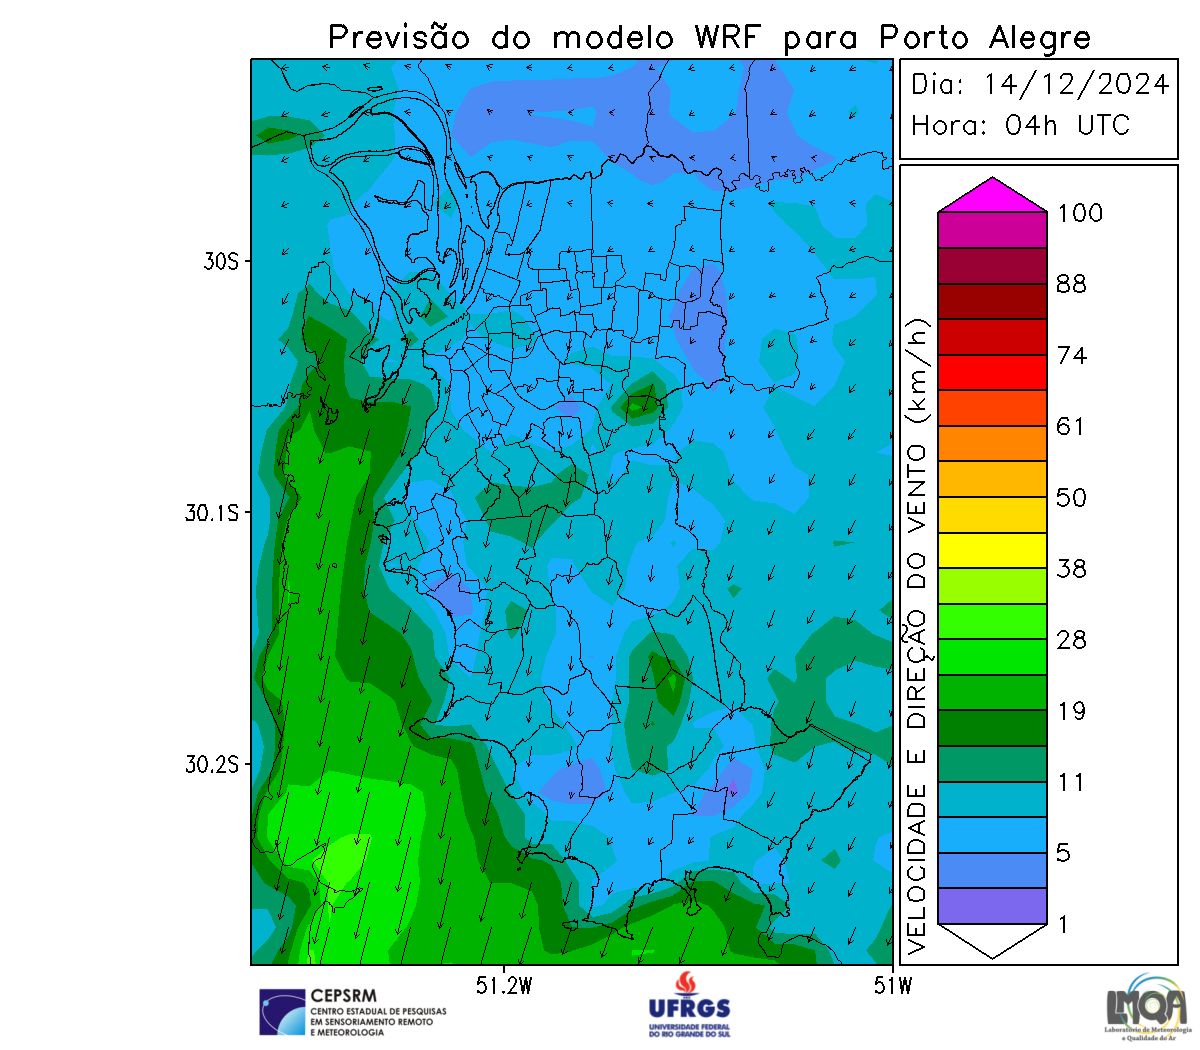 Previsão do modelo WRF para Porto Alegre
Dia: 14/12/2024
Hora: 04h UTC
30S
30.1S
30.2S
51.2W
51W
VELOCIDADE E DIREÇÃO DO VENTO (km/h)
100
88
74
61
50
38
28
19
11
5
1
CEPSRM
CENTRO ESTADUAL DE PESQUISAS
EM SENSORIAMENTO REMOTO
E METEOROLOGIA
UFRGS
UNIVERSIDADE FEDERAL
DO RIO GRANDE DO SUL
LMQA
Laboratório de Meteorologia
e Qualidade do Ar